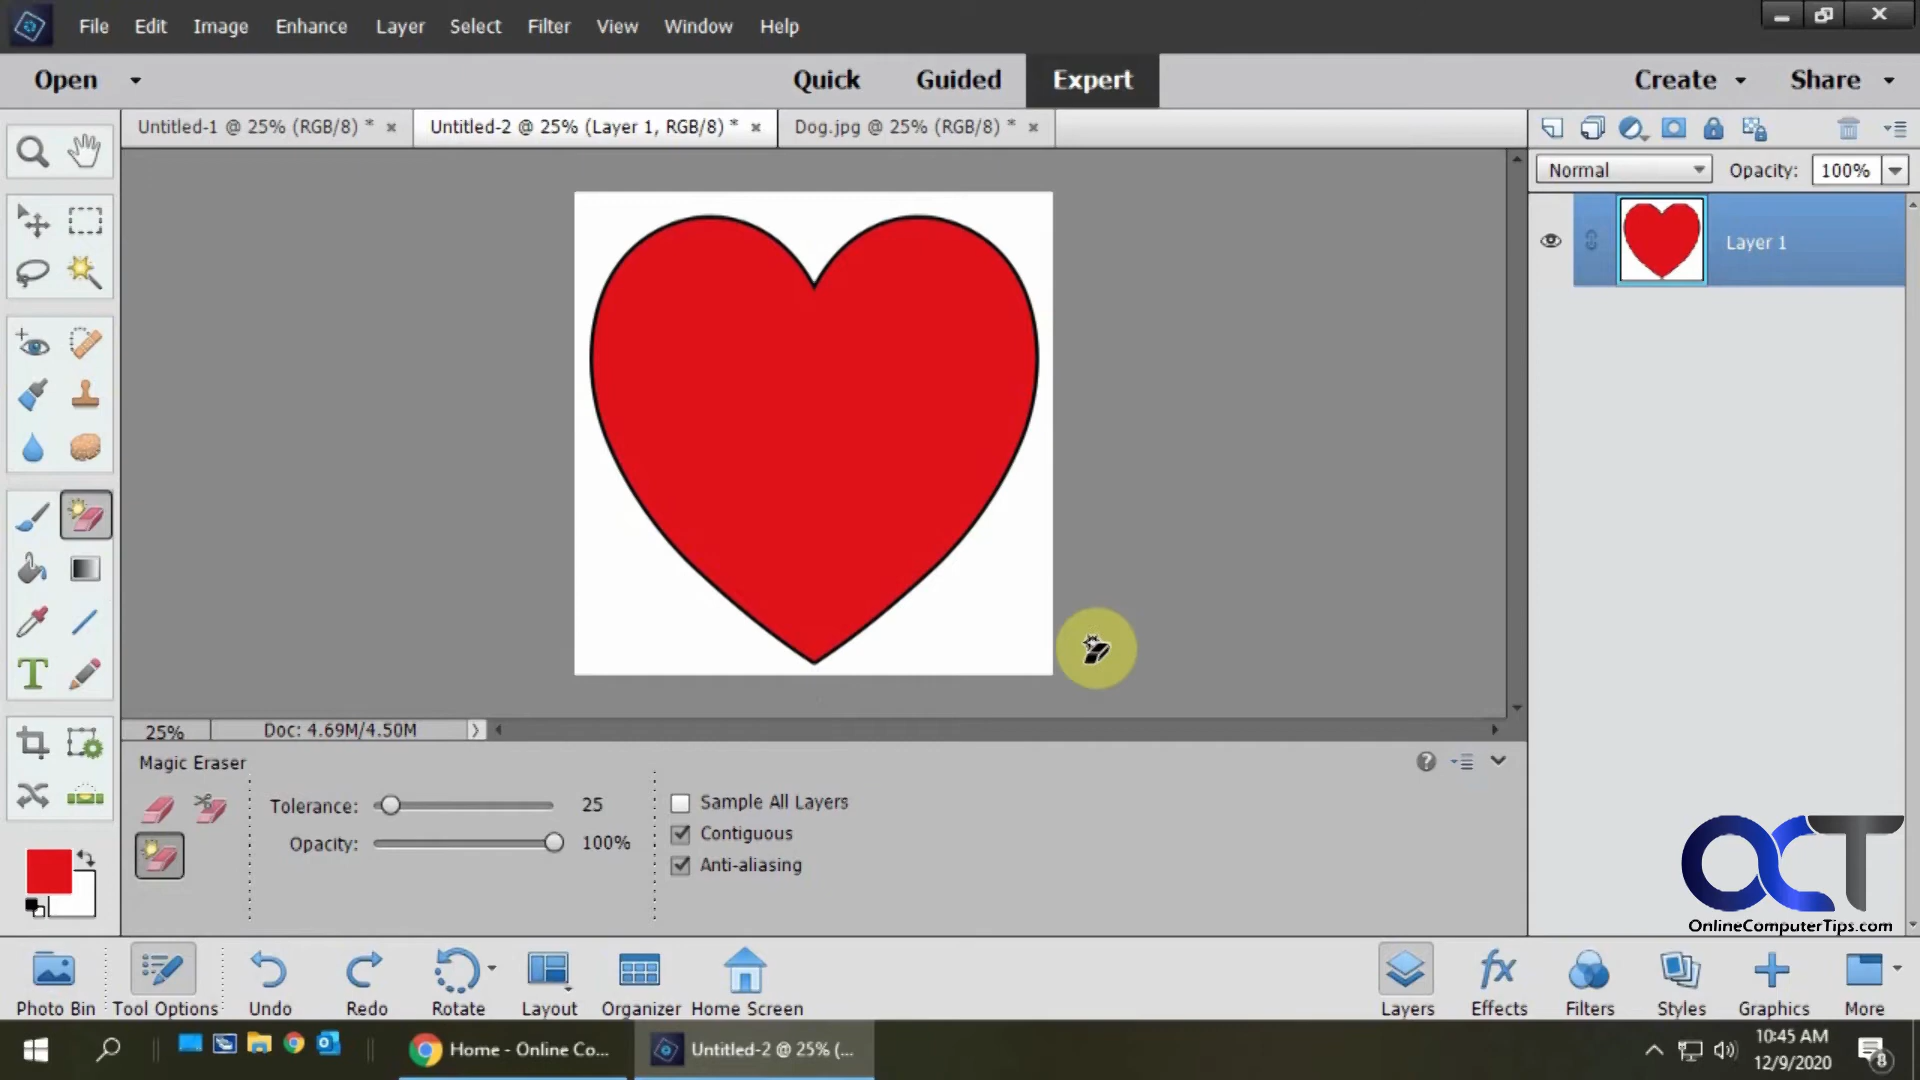 File Edit Image Enhance Layer Select Filter View Window Help
Open Quick Guided Expert Create Share
Untitled-1 @ 25% (RGB/8) * × Untitled-2 @ 25% (Layer 1, RGB/8) * × Dog.jpg @ 25% (RGB/8) * ×
Normal Opacity: 100%
Layer 1
25% Doc: 4.69M/4.50M
Magic Eraser
Tolerance: 25
Opacity: 100%
Sample All Layers
Contiguous
Anti-aliasing
OCT
OnlineComputerTips.com
Photo Bin Tool Options Undo Redo Rotate Layout Organizer Home Screen Layers Effects Filters Styles Graphics More
Home - Online Co... Untitled-2 @ 25% (... 10:45 AM
12/9/2020 8